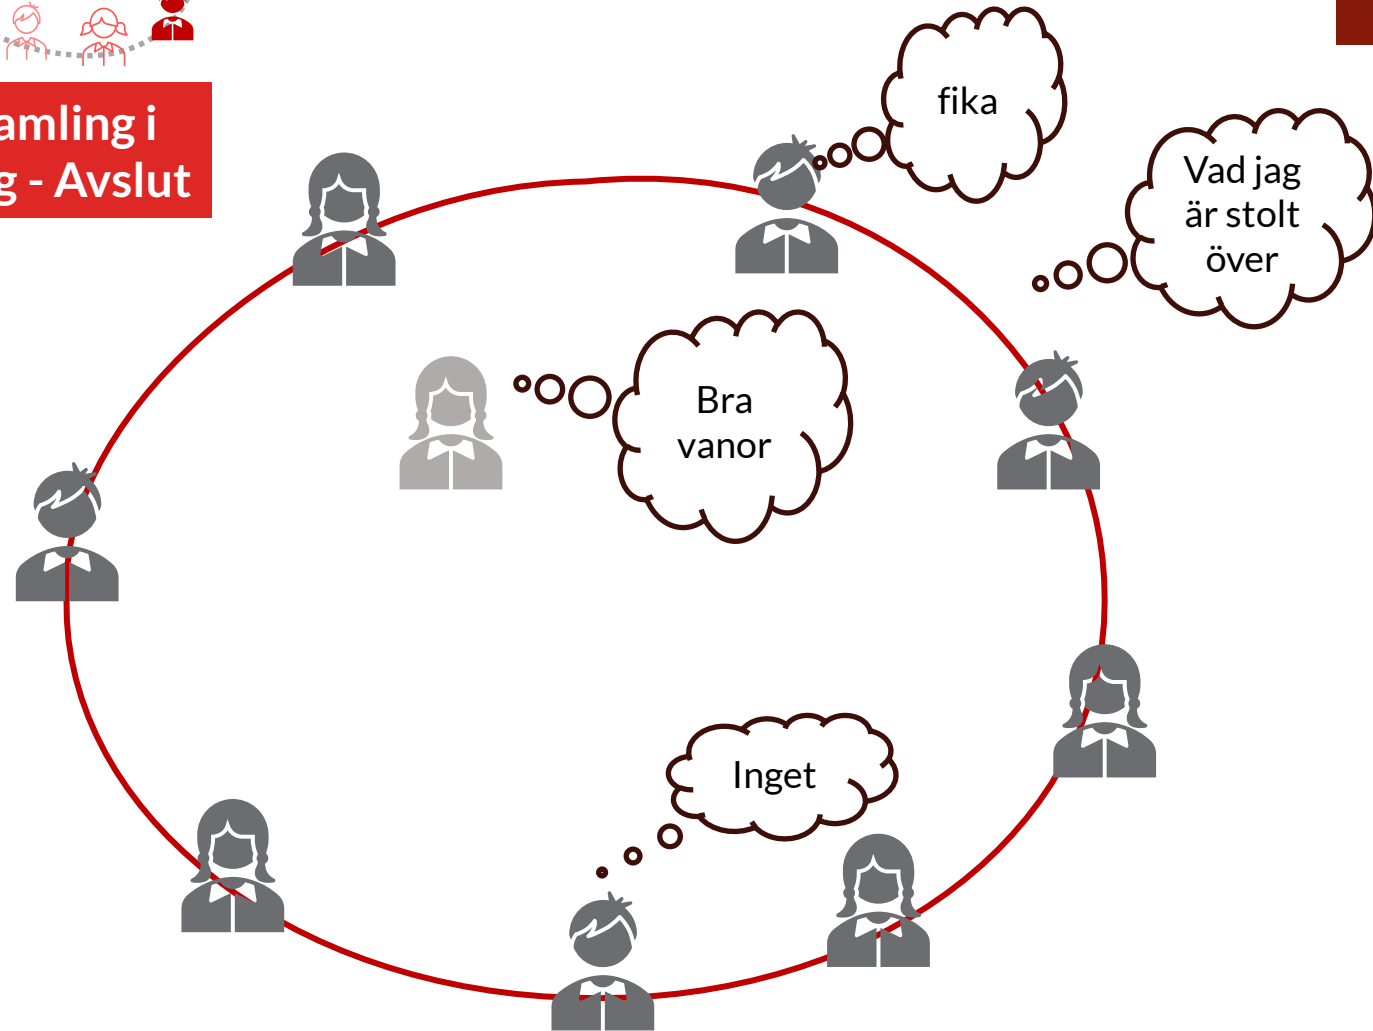 amling i
g - Avslut
fika
Vad jag
är stolt
över
Bra
vanor
Inget